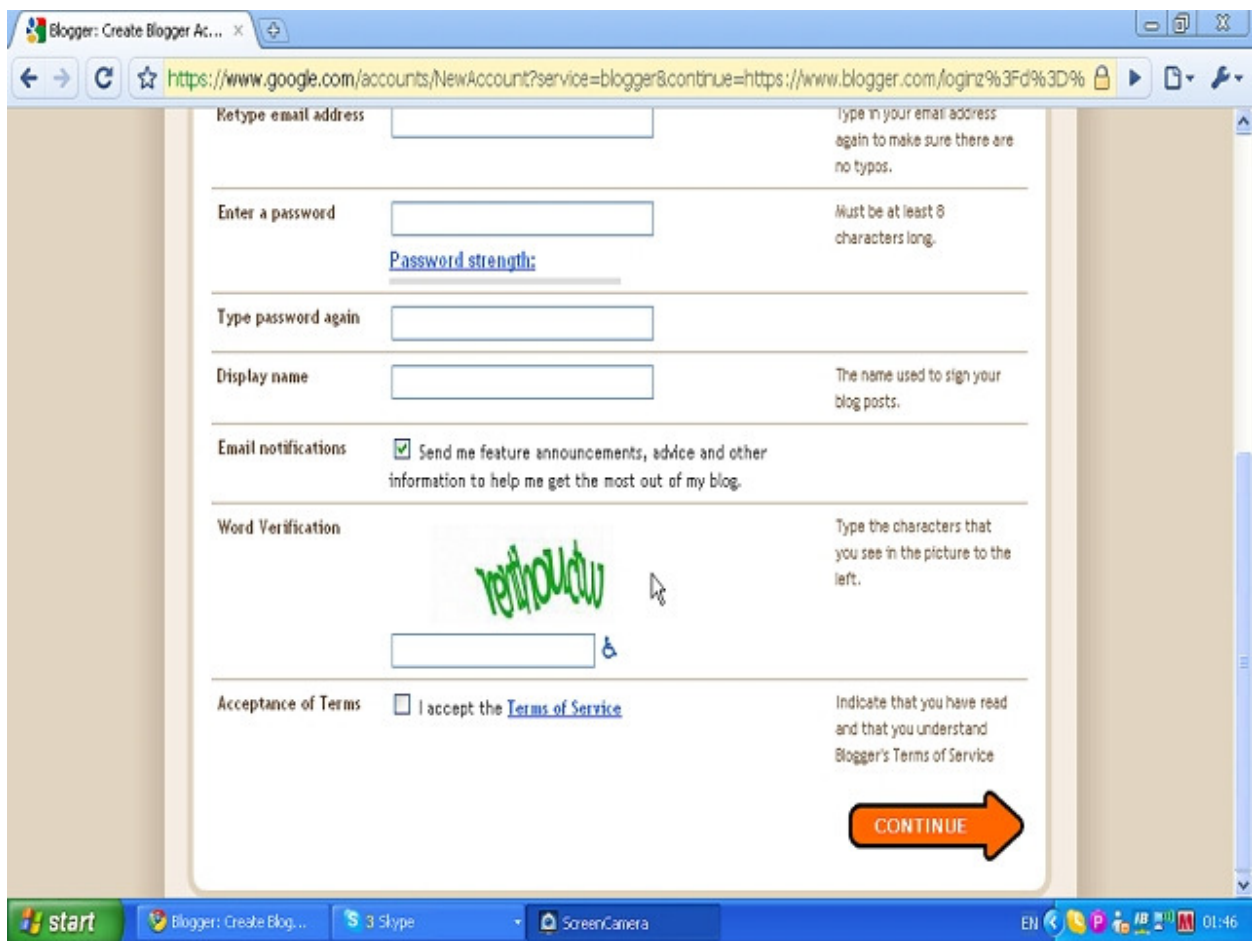 Blogger: Create Blogger Ac...
https://www.google.com/accounts/NewAccount?service=blogger&continue=https://www.blogger.com/loginz%3Fd%3D%
Retype email address
Type in your email address
again to make sure there are
no typos.
Enter a password
Must be at least 8
characters long.
Password strength:
Type password again
Display name
The name used to sign your
blog posts.
Email notifications
Send me feature announcements, advice and other
information to help me get the most out of my blog.
Word Verification
Type the characters that
you see in the picture to the
left.
Acceptance of Terms
I accept the Terms of Service
Indicate that you have read
and that you understand
Blogger's Terms of Service
CONTINUE
start
Blogger: Create Blog...
3 Skype
ScreenCamera
EN
01:46